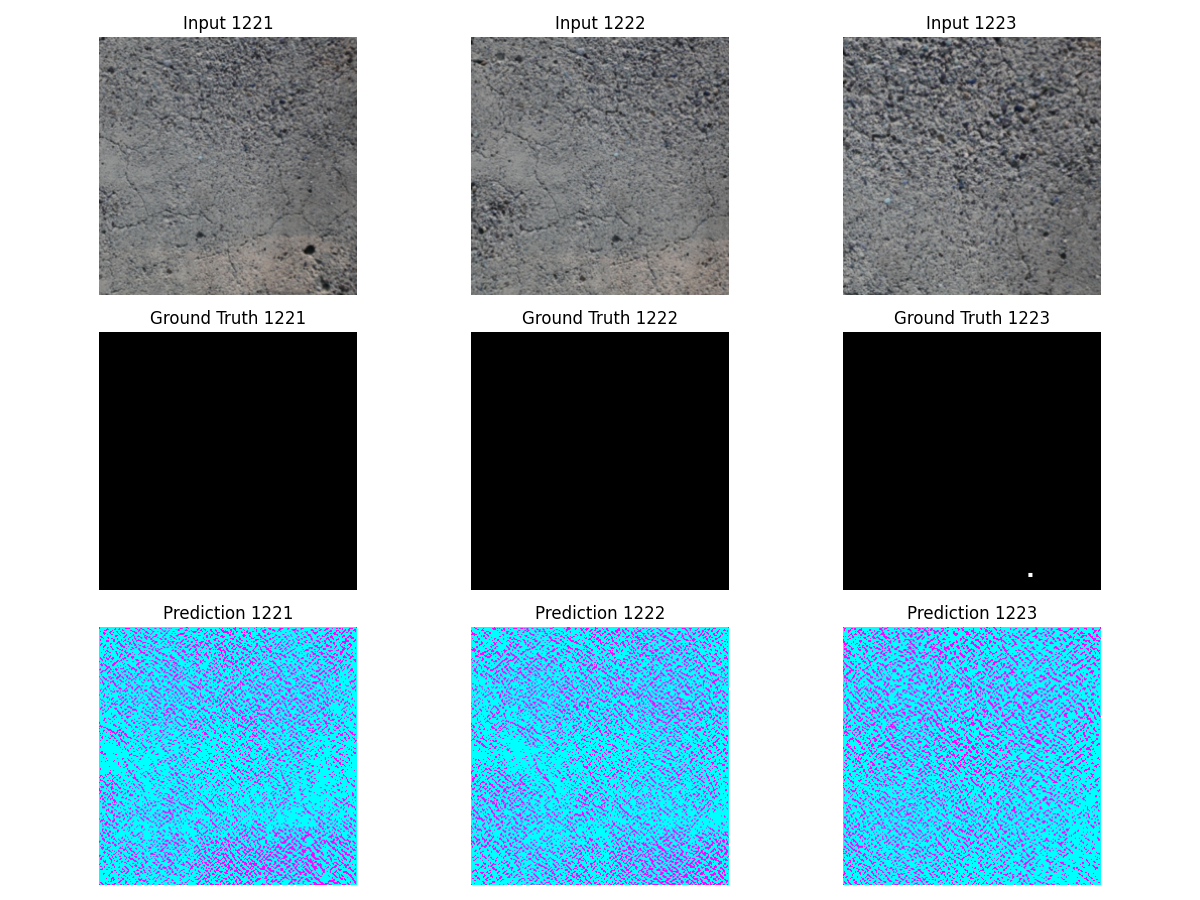 Input 1221
Input 1222
Input 1223
Ground Truth 1221
Ground Truth 1222
Ground Truth 1223
Prediction 1221
Prediction 1222
Prediction 1223